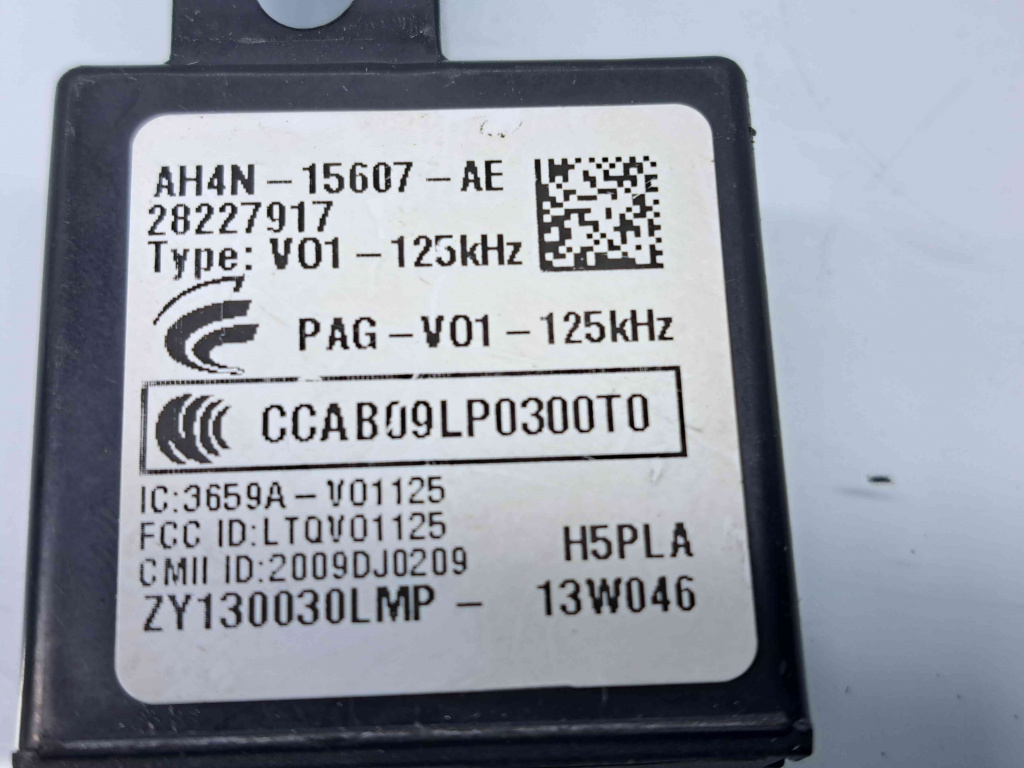 AH4N-15607-AE
28227917
Type: V01-125kHz
PAG-V01-125kHz
CCAB09LP0300T0
IC:3659A-V01125
FCC ID:LTQV01125
CMII ID:2009DJ0209
H5PLA
ZY130030LMP - 13W046